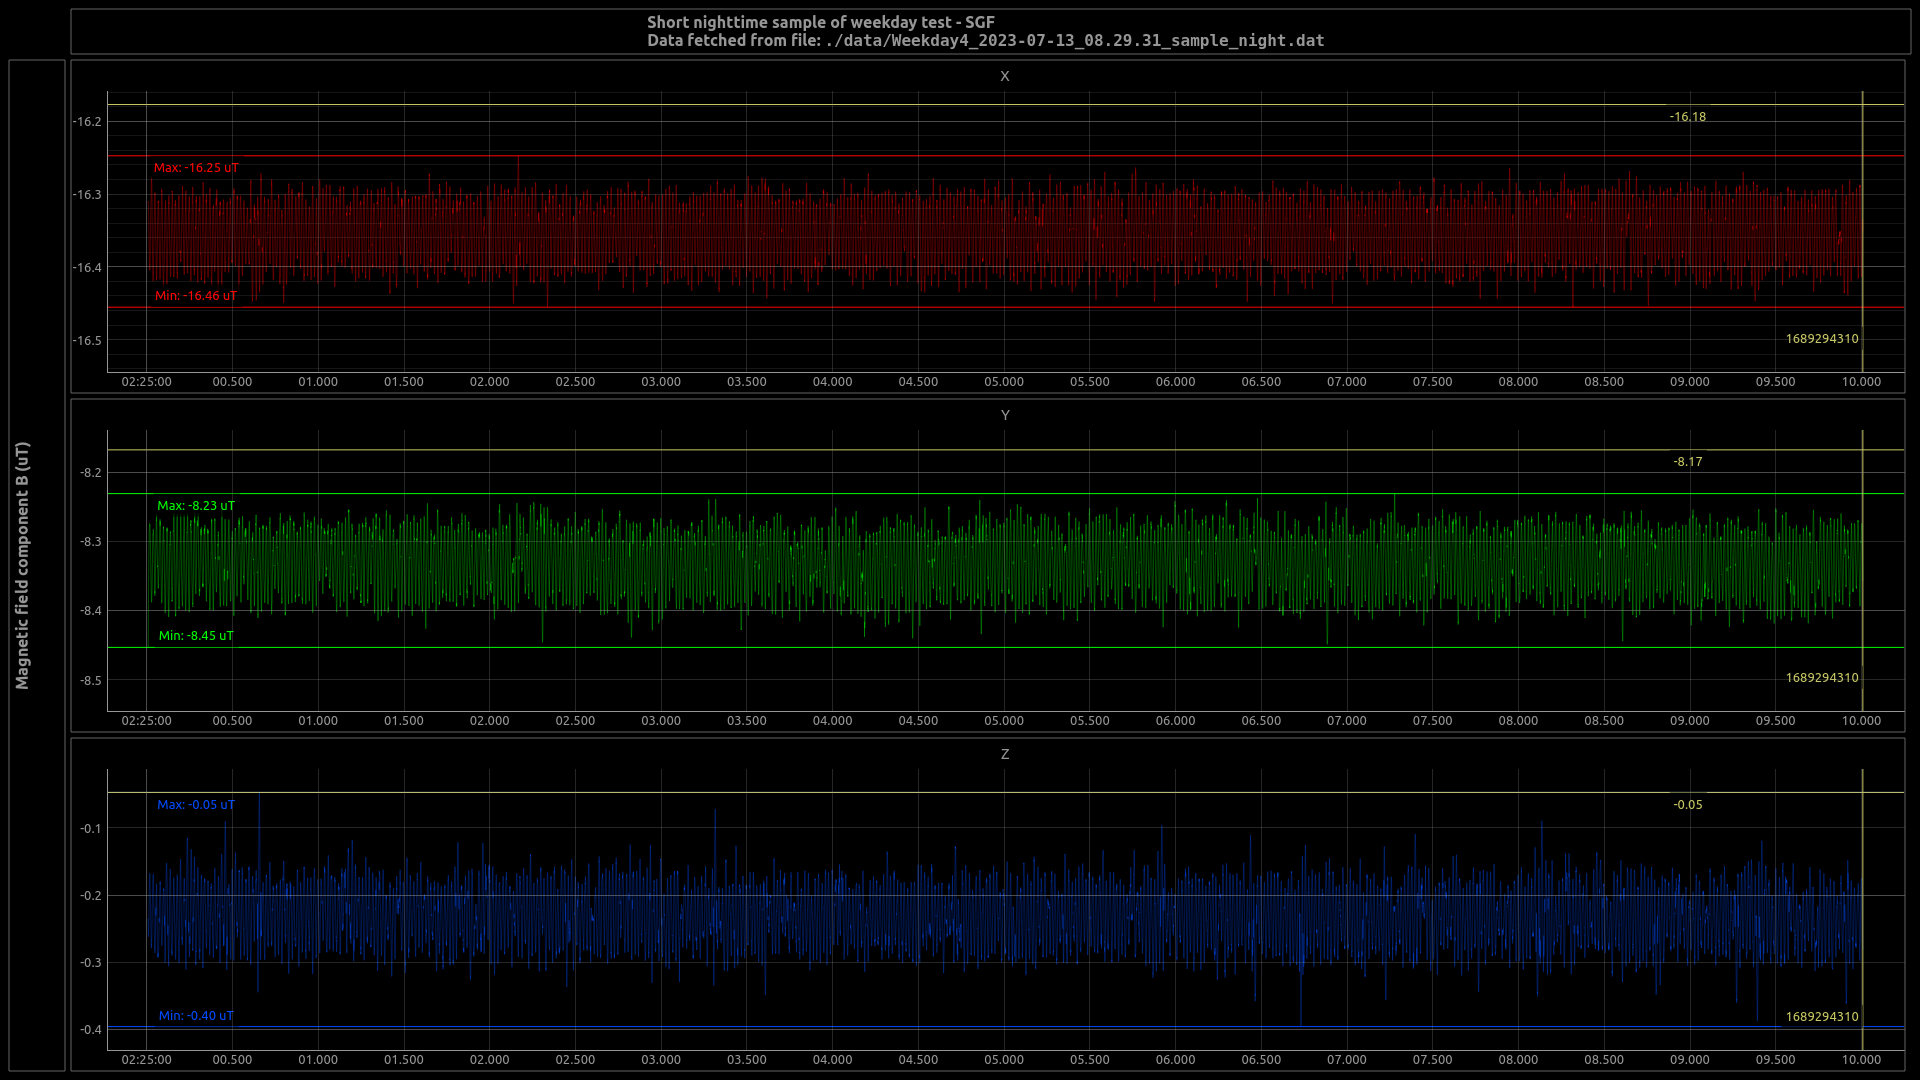 Short nighttime sample of weekday test - SGF
Data fetched from file: ./data/Weekday4_2023-07-13_08.29.31_sample_night.dat
Magnetic field component B (uT)
X
-16.18
-16.2
Max: -16.25 uT
-16.3
-16.4
Min: -16.46 uT
-16.5
1689294310
02:25:00 00.500 01.000 01.500 02.000 02.500 03.000 03.500 04.000 04.500 05.000 05.500 06.000 06.500 07.000 07.500 08.000 08.500 09.000 09.500 10.000
Y
-8.17
-8.2
Max: -8.23 uT
-8.3
-8.4
Min: -8.45 uT
-8.5
1689294310
02:25:00 00.500 01.000 01.500 02.000 02.500 03.000 03.500 04.000 04.500 05.000 05.500 06.000 06.500 07.000 07.500 08.000 08.500 09.000 09.500 10.000
Z
Max: -0.05 uT
-0.05
-0.1
-0.2
-0.3
Min: -0.40 uT
1689294310
-0.4
02:25:00 00.500 01.000 01.500 02.000 02.500 03.000 03.500 04.000 04.500 05.000 05.500 06.000 06.500 07.000 07.500 08.000 08.500 09.000 09.500 10.000